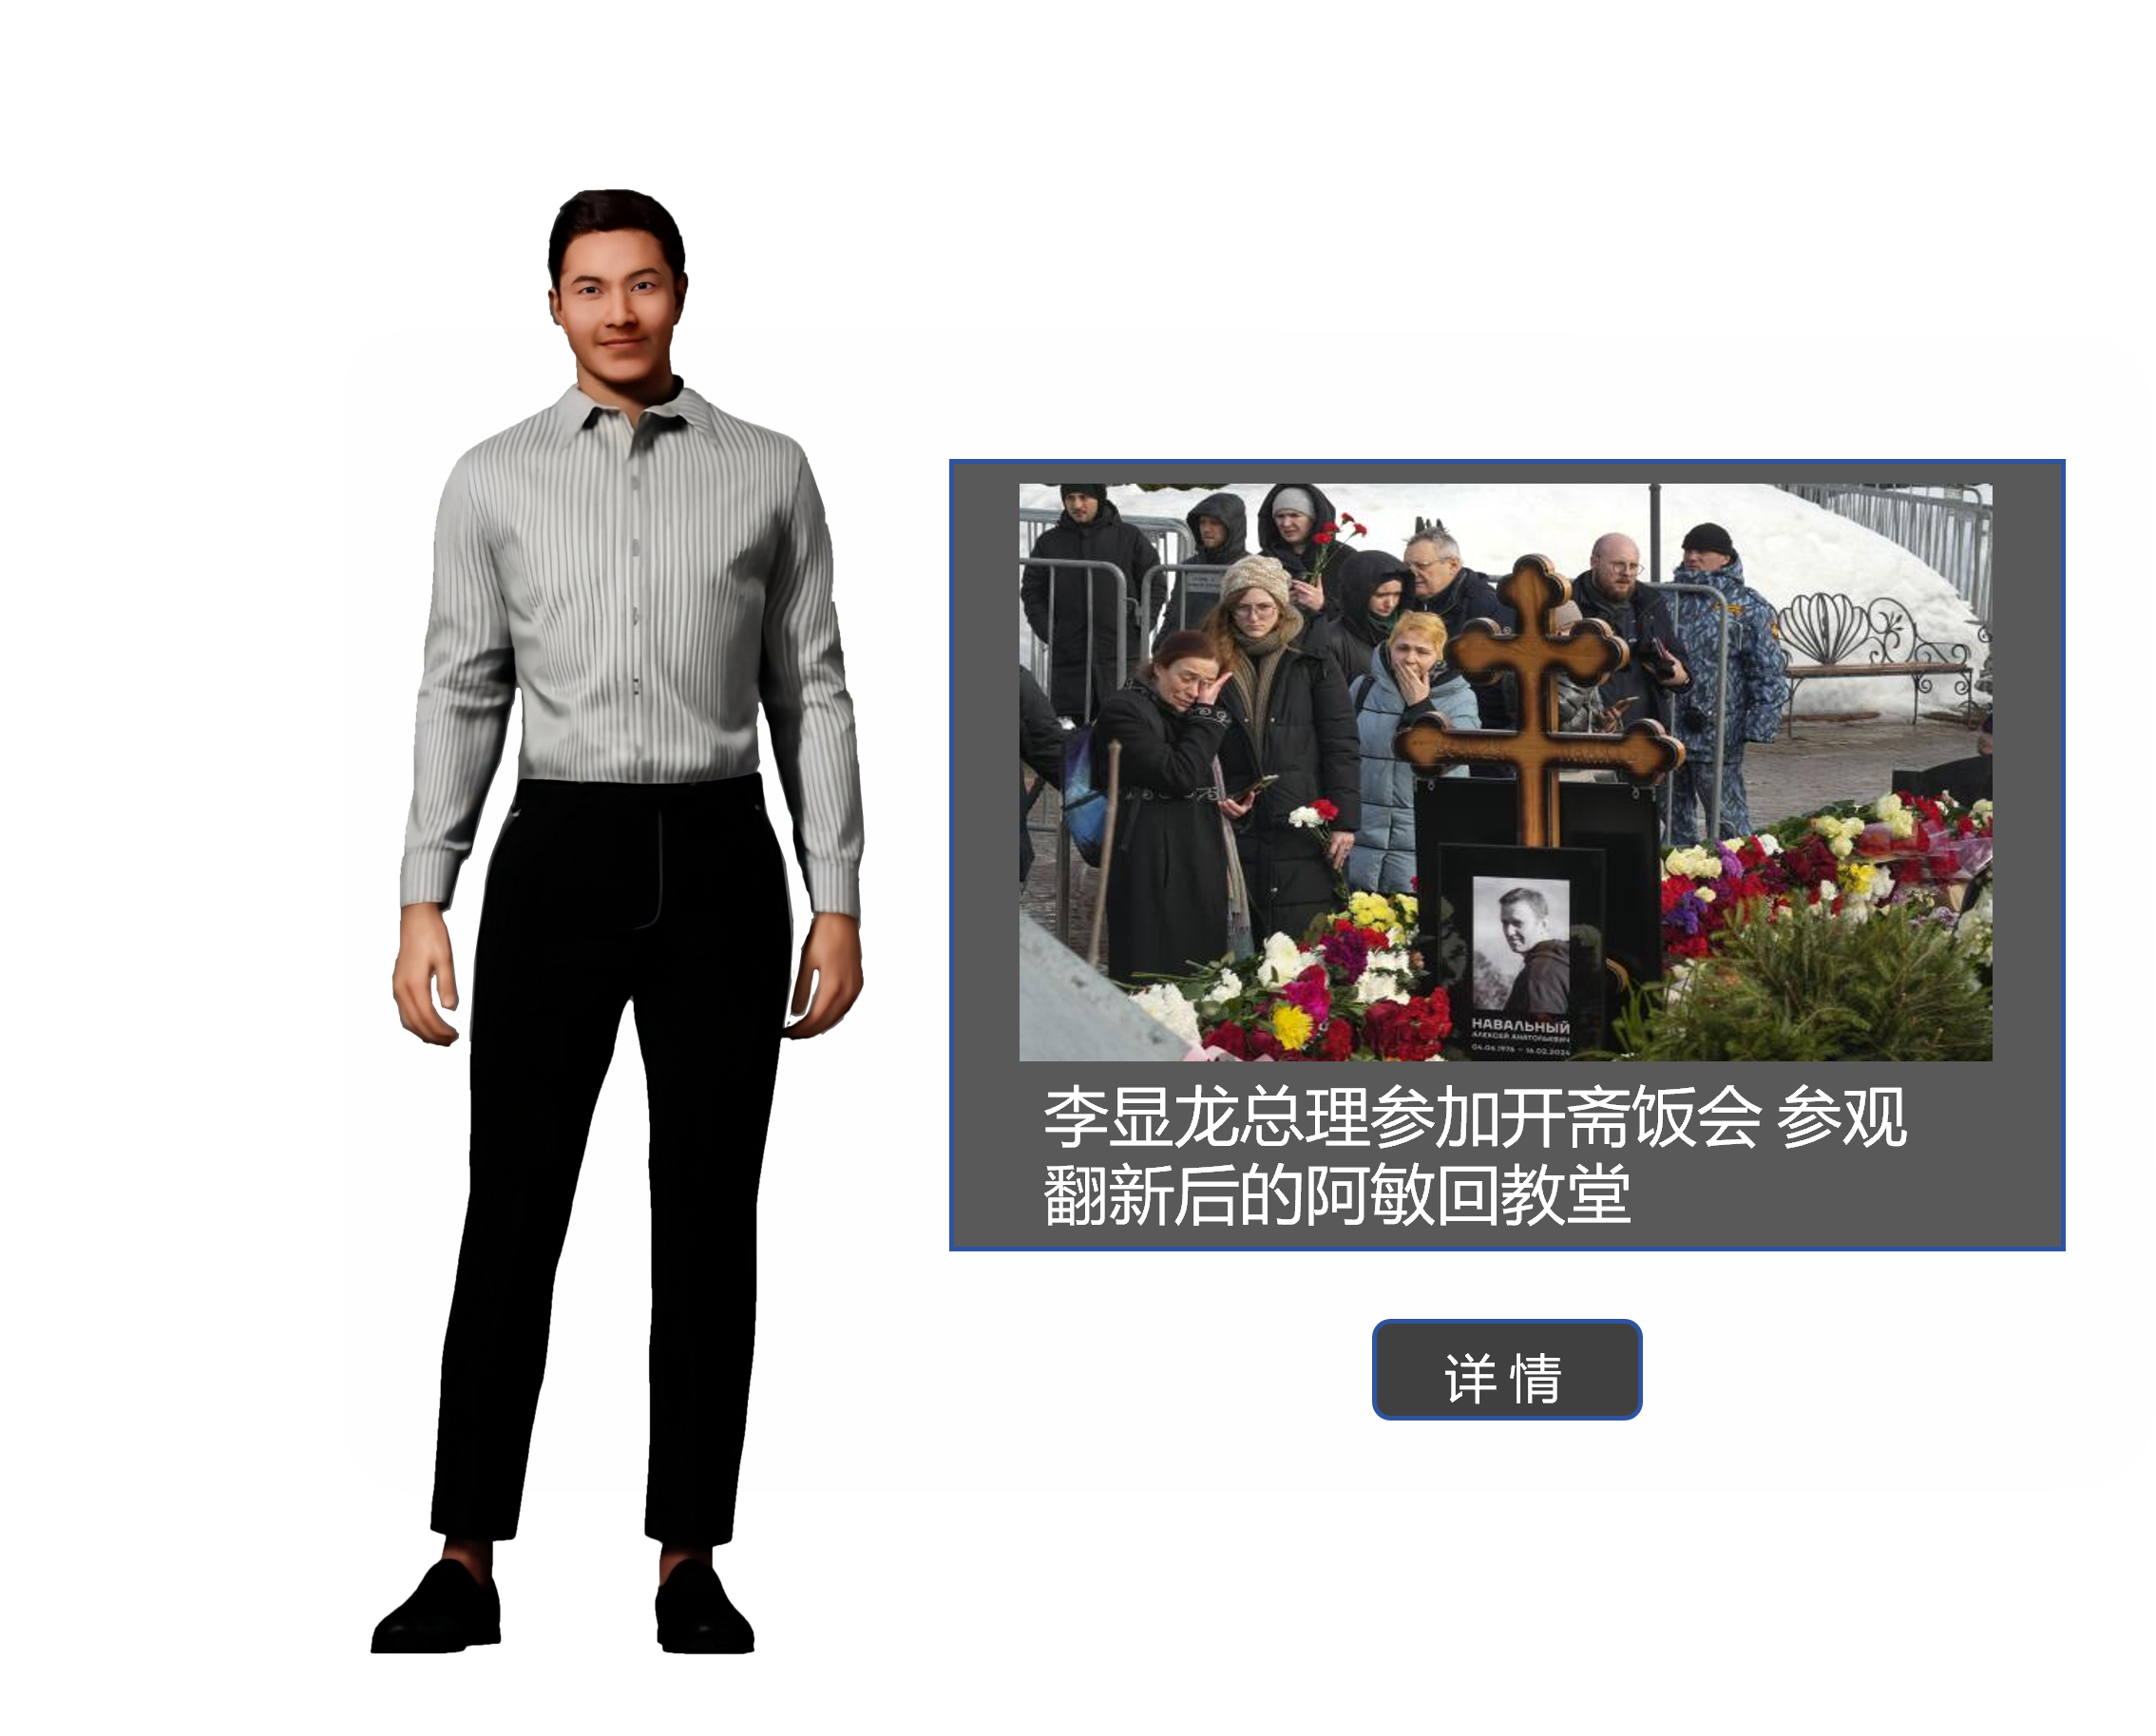 НАВАЛЬНЫЙ
АЛЕКСЕЙ АНАТОЛЬЕВИЧ
04.06.1976 – 16.02.2024
李显龙总理参加开斋饭会 参观
翻新后的阿敏回教堂
详情